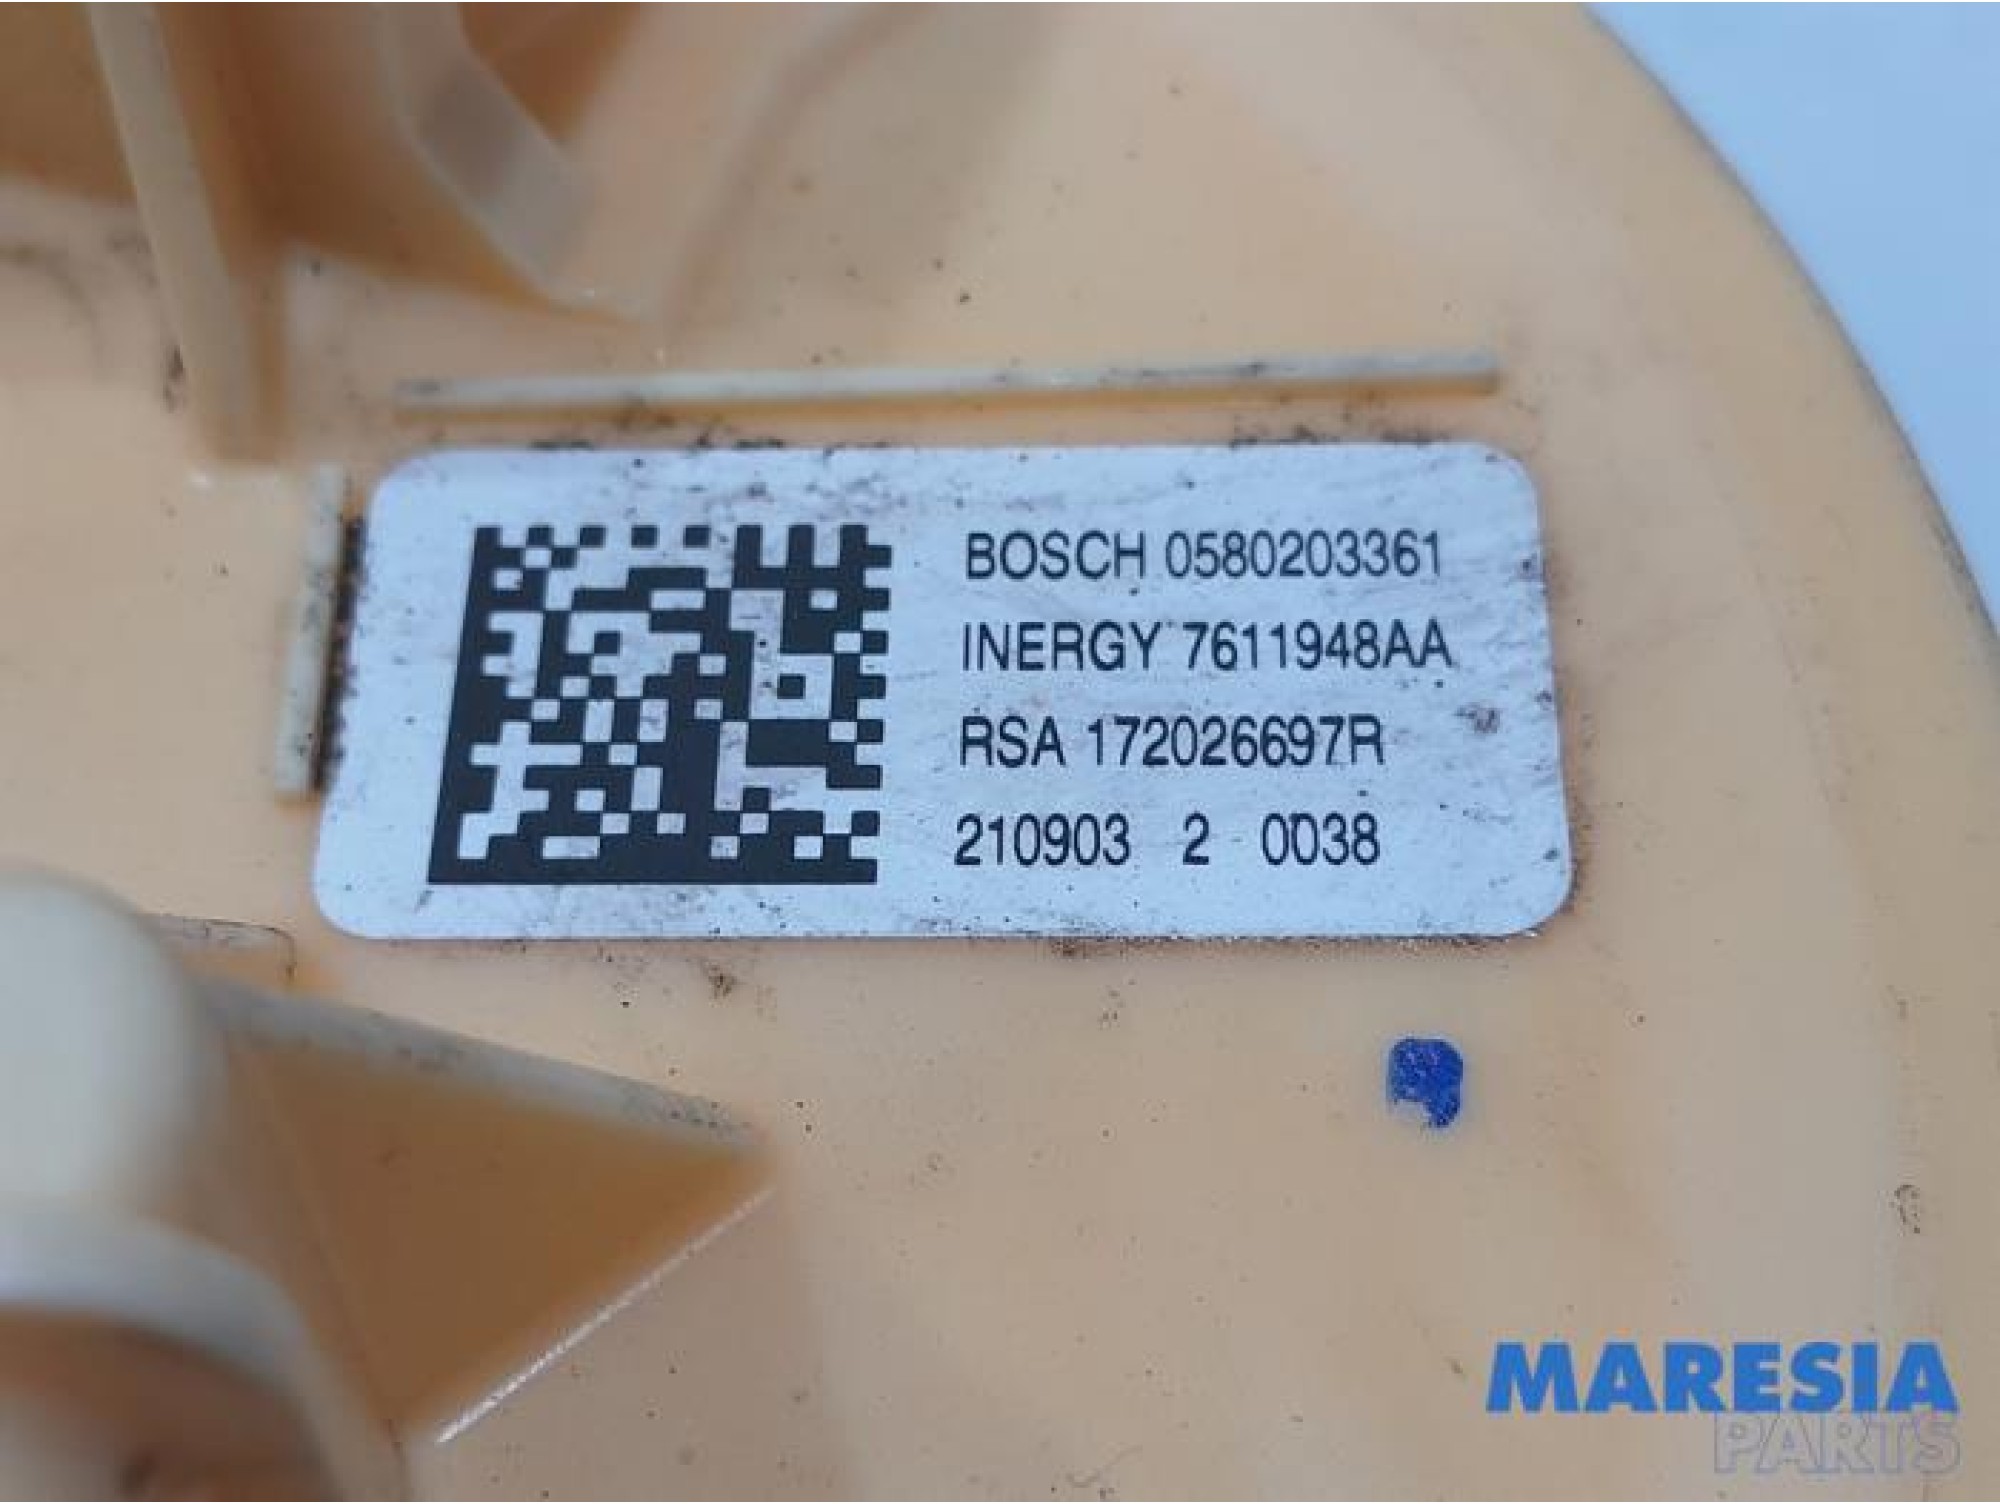 BOSCH 0580203361
INERGY 7611948AA
RSA 172026697R
210903 2 0038
MARESIA
PARTS